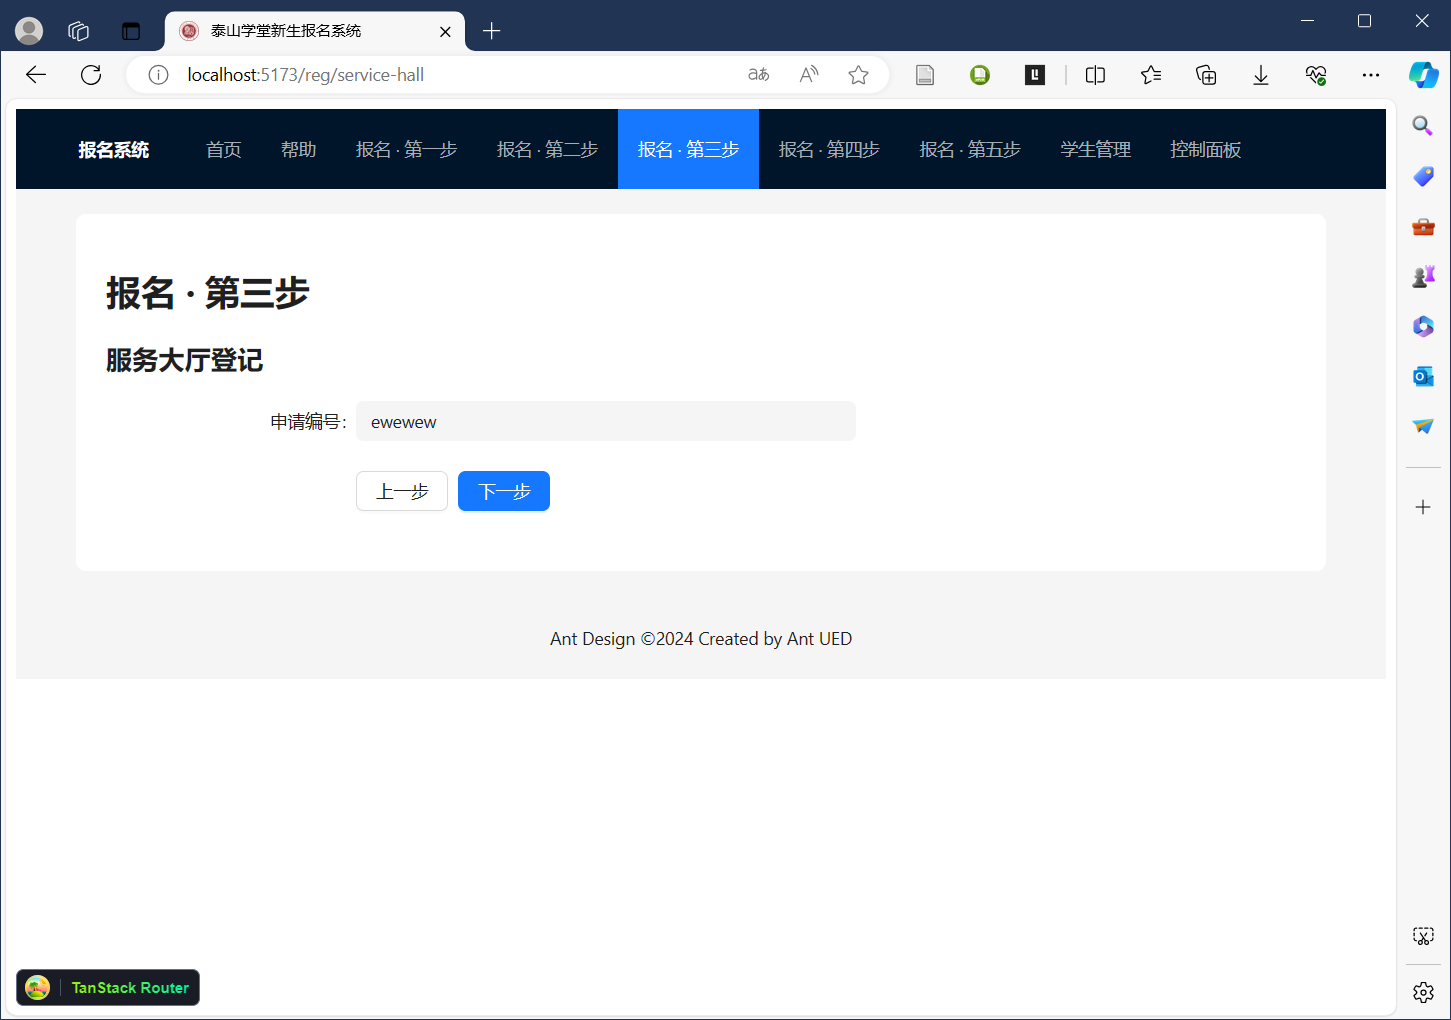 泰山学堂新生报名系统
localhost:5173/reg/service-hall
报名系统 首页 帮助 报名 · 第一步 报名 · 第二步 报名 · 第三步 报名 · 第四步 报名 · 第五步 学生管理 控制面板
报名 · 第三步
服务大厅登记
申请编号: ewewew
上一步 下一步
Ant Design ©2024 Created by Ant UED
TanStack Router